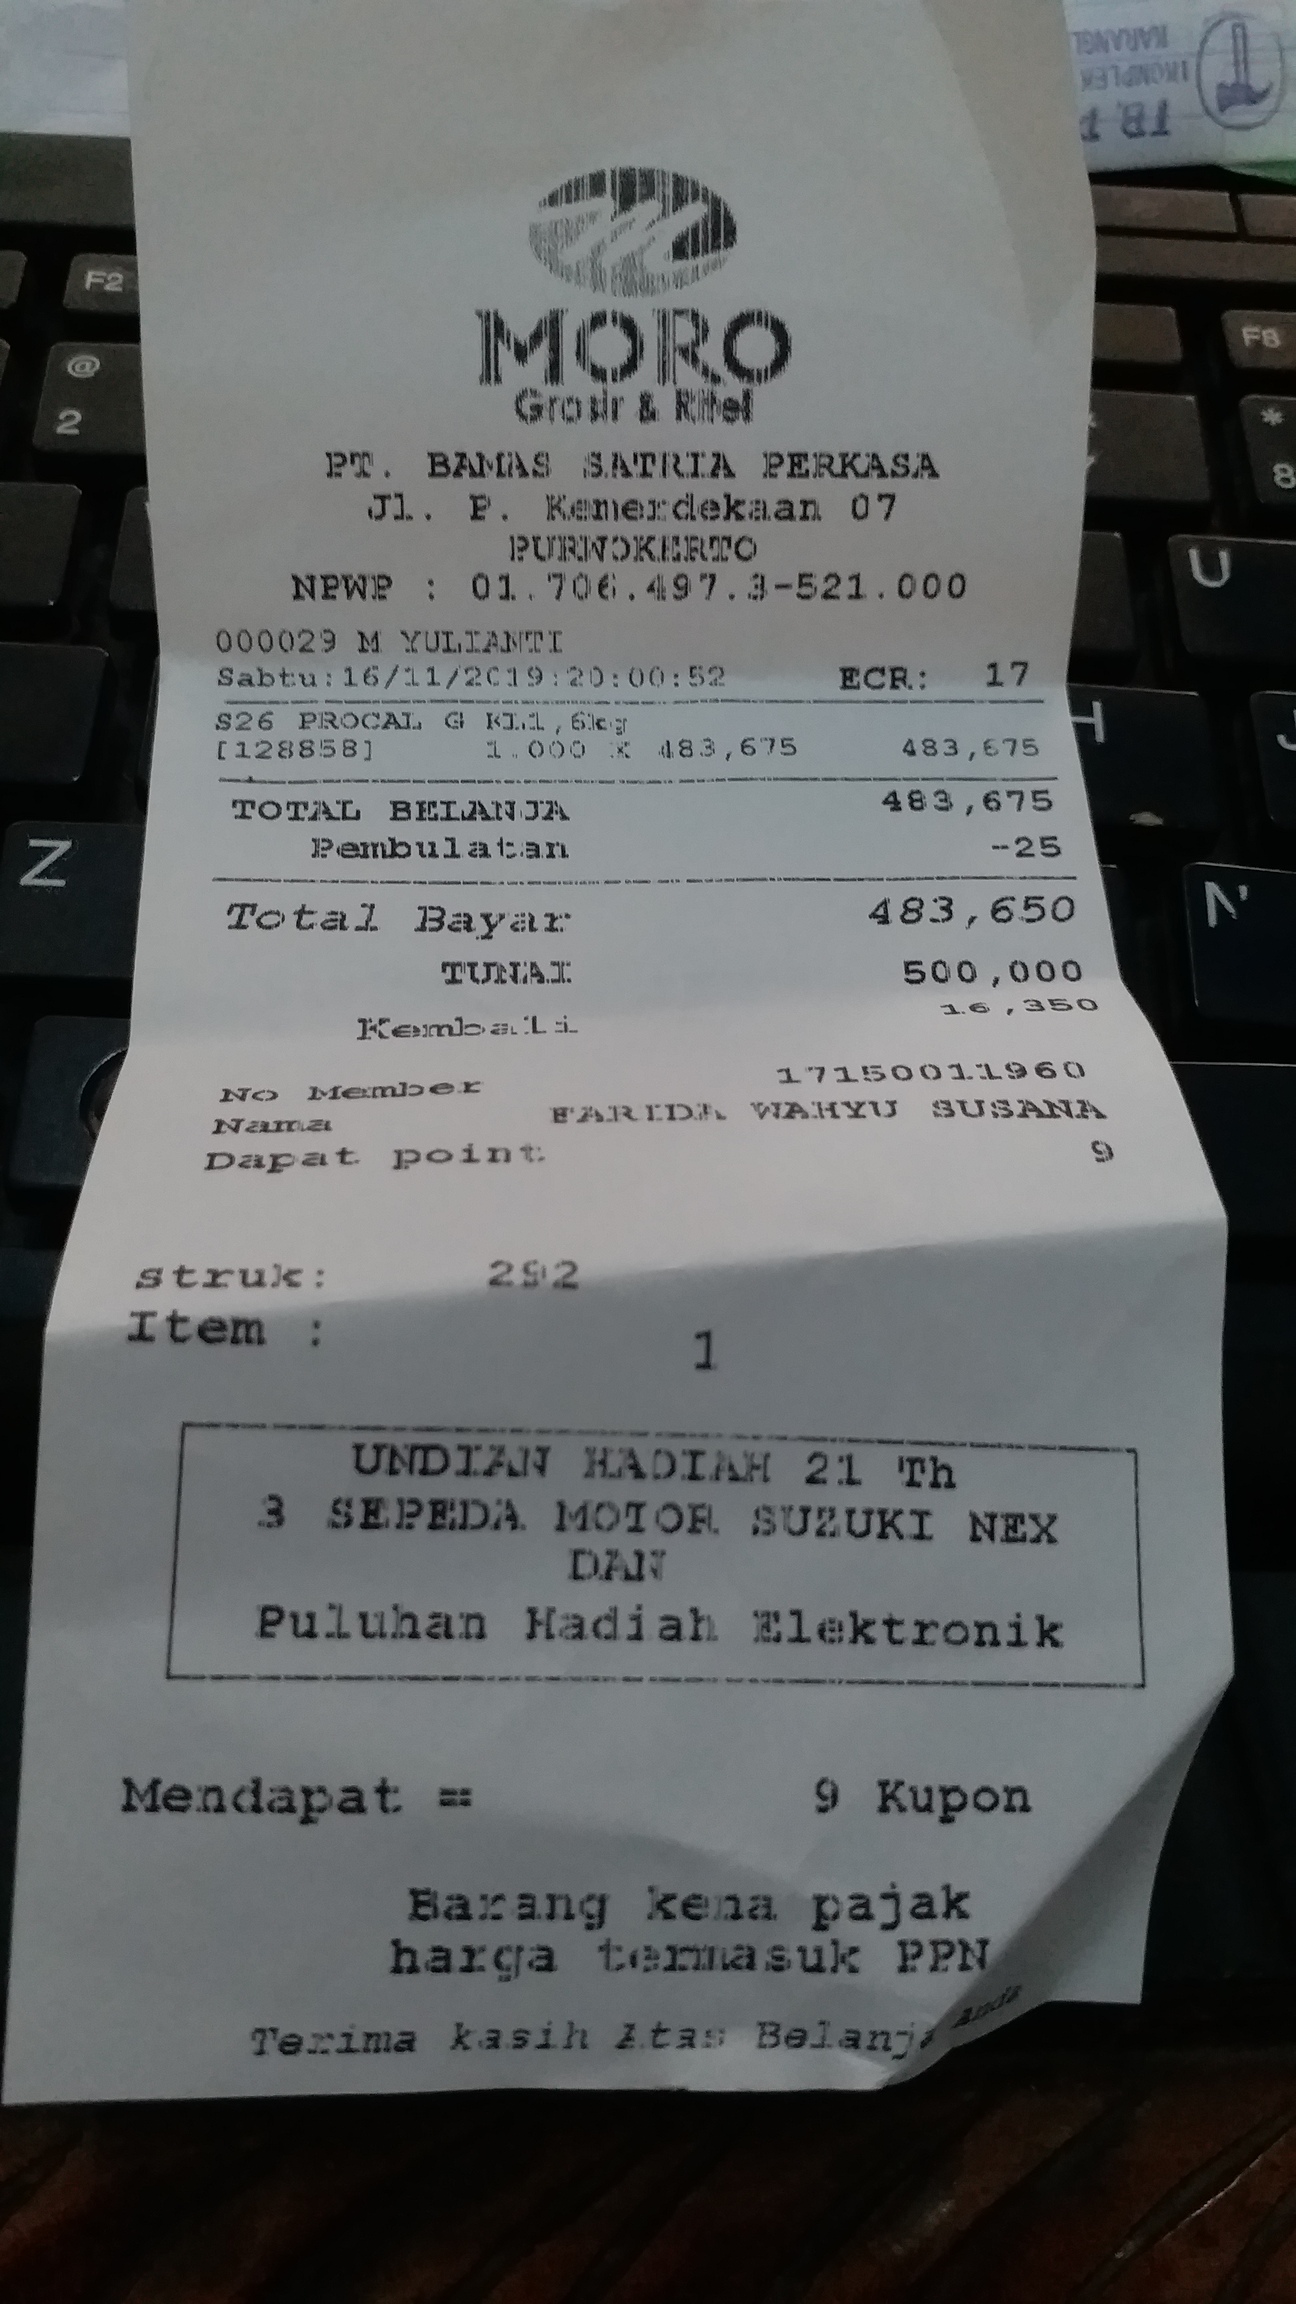 MORO
Grosir & Ritel
PT. BAMAS SATRIA PERKASA
Jl. P. Kemerdekaan 07
PURWOKERTO
NPWP : 01.706.497.3-521.000
000029 M YULIANTI
Sabtu:16/11/2019:20:00:52 ECR: 17
S26 PROCAL G KL1,6kg
[128858] 1.000 x 483,675 483,675
TOTAL BELANJA 483,675
Pembulatan -25
Total Bayar 483,650
TUNAI 500,000
Kembali 16,350
No Member 17150011960
Nama FARIDA WAHYU SUSANA
Dapat point 9
struk: 292
Item : 1
UNDIAN HADIAH 21 Th
3 SEPEDA MOTOR SUZUKI NEX
DAN
Puluhan Hadiah Elektronik
Mendapat = 9 Kupon
Barang kena pajak
harga termasuk PPN
Terima kasih Atas Belanja Anda
F2
@
2
F8
*
8
U
H
J
Z
N